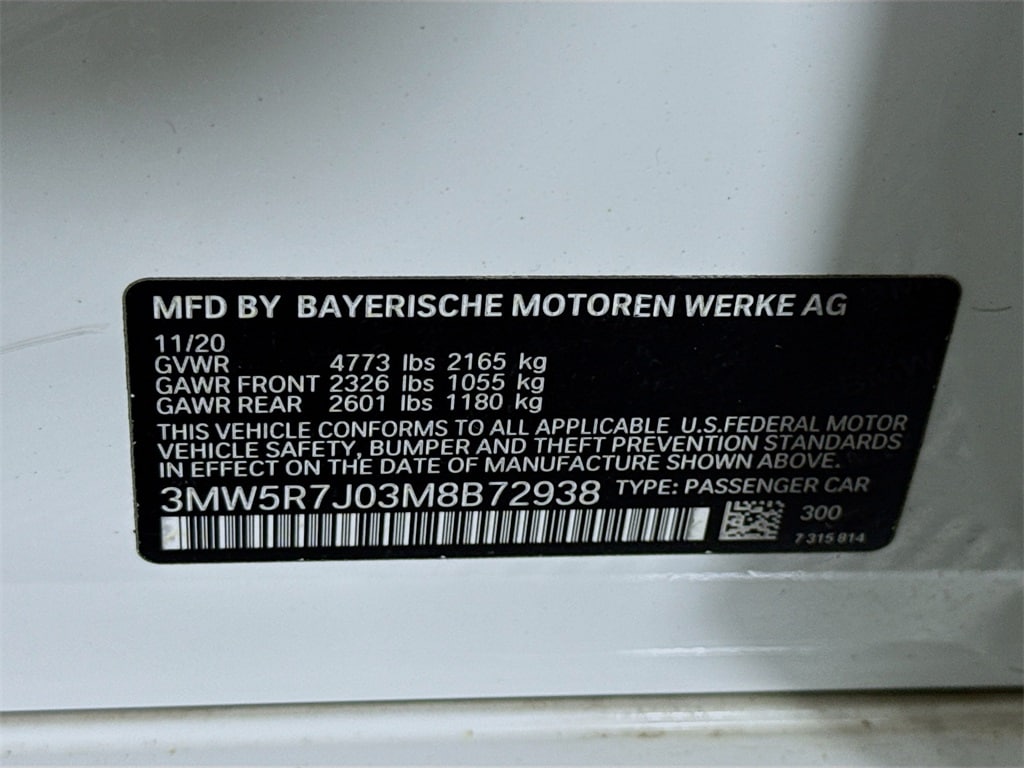 MFD BY BAYERISCHE MOTOREN WERKE AG
11/20
GVWR 4773 lbs 2165 kg
GAWR FRONT 2326 lbs 1055 kg
GAWR REAR 2601 lbs 1180 kg
THIS VEHICLE CONFORMS TO ALL APPLICABLE U.S.FEDERAL MOTOR
VEHICLE SAFETY, BUMPER AND THEFT PREVENTION STANDARDS
IN EFFECT ON THE DATE OF MANUFACTURE SHOWN ABOVE.
3MW5R7J03M8B72938 TYPE: PASSENGER CAR
300
7 315 814